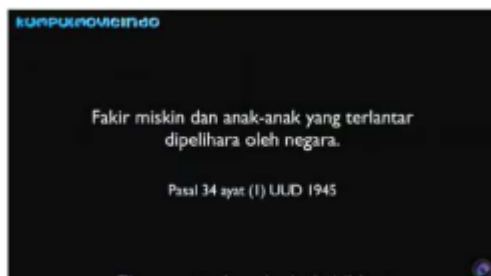 KUMPULMOVIEINDO
Fakir miskin dan anak-anak yang terlantar
dipelihara oleh negara.
Pasal 34 ayat (1) UUD 1945